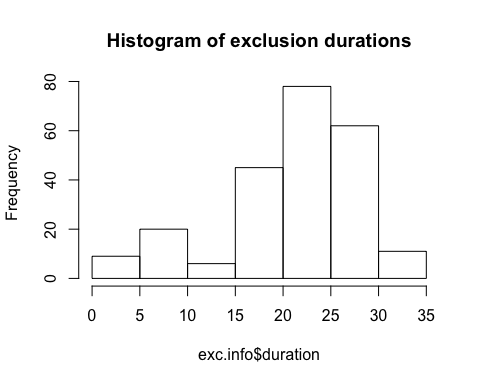 Histogram of exclusion durations
80
60
40
20
0
Frequency
0 5 10 15 20 25 30 35
exc.info$duration